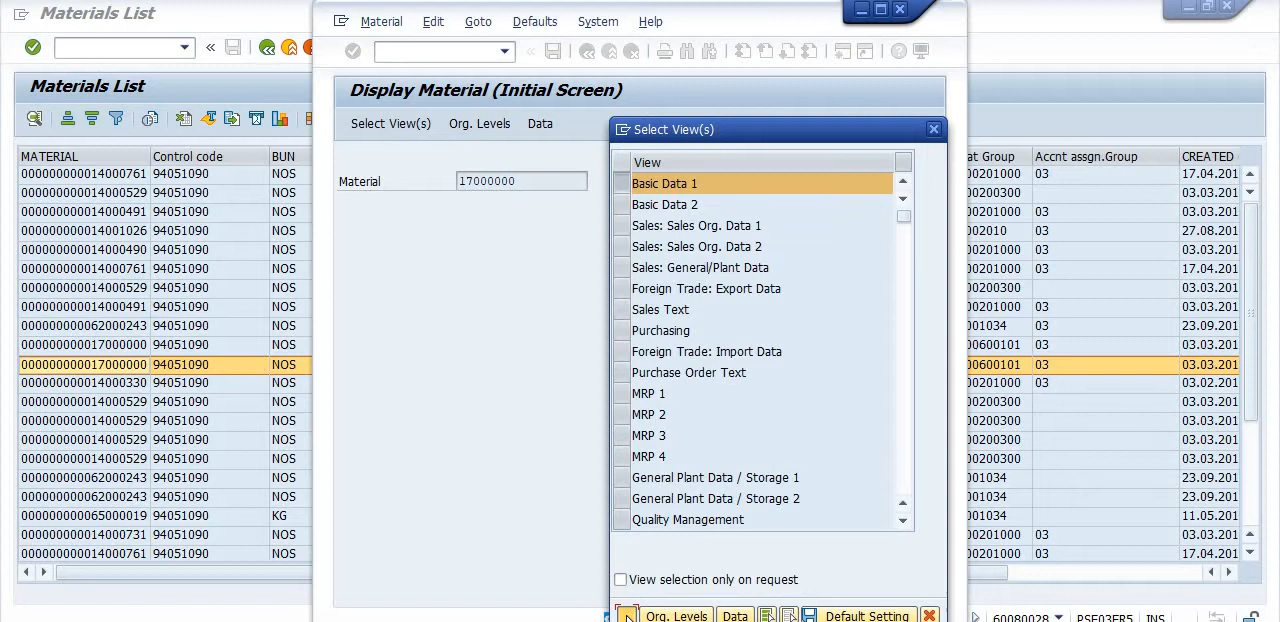 Materials List
Material Edit Goto Defaults System Help
Materials List
Display Material (Initial Screen)
Select View(s) Org. Levels Data
Material 17000000
Select View(s)
View
Basic Data 1
Basic Data 2
Sales: Sales Org. Data 1
Sales: Sales Org. Data 2
Sales: General/Plant Data
Foreign Trade: Export Data
Sales Text
Purchasing
Foreign Trade: Import Data
Purchase Order Text
MRP 1
MRP 2
MRP 3
MRP 4
General Plant Data / Storage 1
General Plant Data / Storage 2
Quality Management
View selection only on request
Org. Levels Data Default Setting
MATERIAL Control code BUN at Group Accnt assgn.Group CREATED
000000000014000761 94051090 NOS 00201000 03 17.04.201
000000000014000529 94051090 NOS 00200300 03.03.201
000000000014000491 94051090 NOS 00201000 03 03.03.201
000000000014001026 94051090 NOS 002010 03 27.08.201
000000000014000490 94051090 NOS 00201000 03 03.03.201
000000000014000761 94051090 NOS 00201000 03 17.04.201
000000000014000529 94051090 NOS 00200300 03.03.201
000000000014000491 94051090 NOS 00201000 03 03.03.201
000000000062000243 94051090 NOS 001034 03 23.09.201
000000000017000000 94051090 NOS 00600101 03 03.03.201
000000000017000000 94051090 NOS 00600101 03 03.03.201
000000000014000330 94051090 NOS 00201000 03 03.02.201
000000000014000529 94051090 NOS 00200300 03.03.201
000000000014000529 94051090 NOS 00200300 03.03.201
000000000014000529 94051090 NOS 00200300 03.03.201
000000000014000529 94051090 NOS 00200300 03.03.201
000000000062000243 94051090 NOS 001034 23.09.201
000000000062000243 94051090 NOS 001034 23.09.201
000000000065000019 94051090 KG 001034 11.05.201
000000000014000731 94051090 NOS 00201000 03 03.03.201
000000000014000761 94051090 NOS 00201000 03 17.04.201
60080028 PSE03ER5 INS